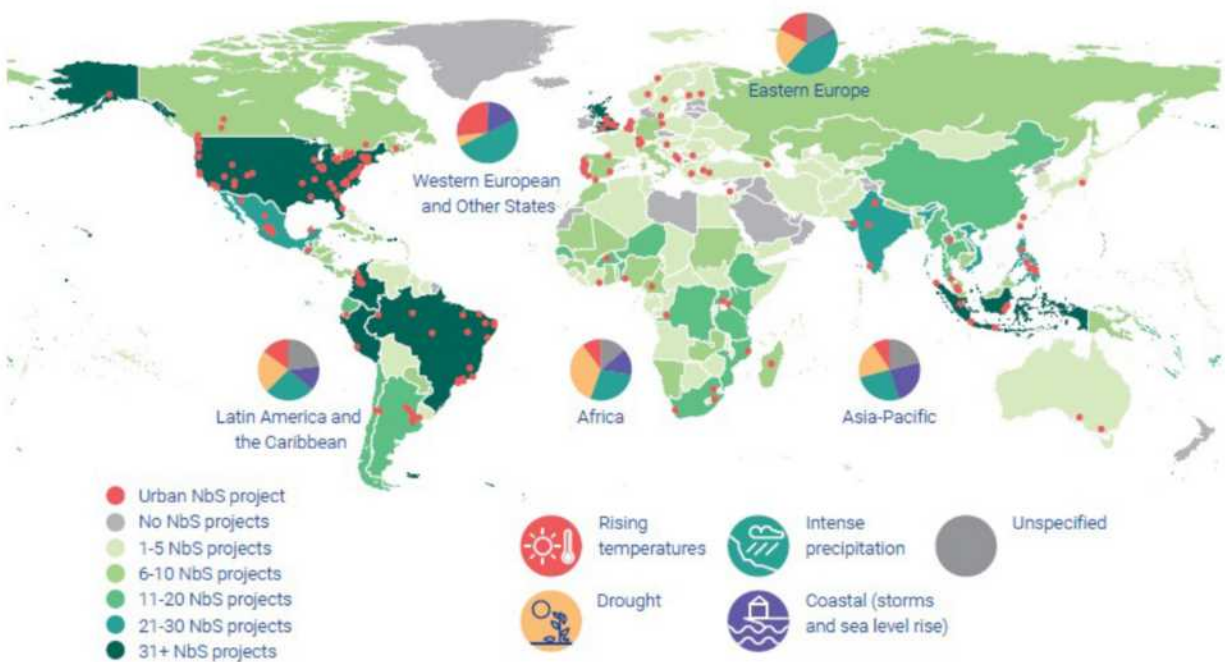 Eastern Europe
Western European
and Other States
Latin America and
the Caribbean
Africa
Asia-Pacific
Urban NbS project
No NbS projects
1-5 NbS projects
6-10 NbS projects
11-20 NbS projects
21-30 NbS projects
31+ NbS projects
Rising
temperatures
Intense
precipitation
Unspecified
Drought
Coastal (storms
and sea level rise)